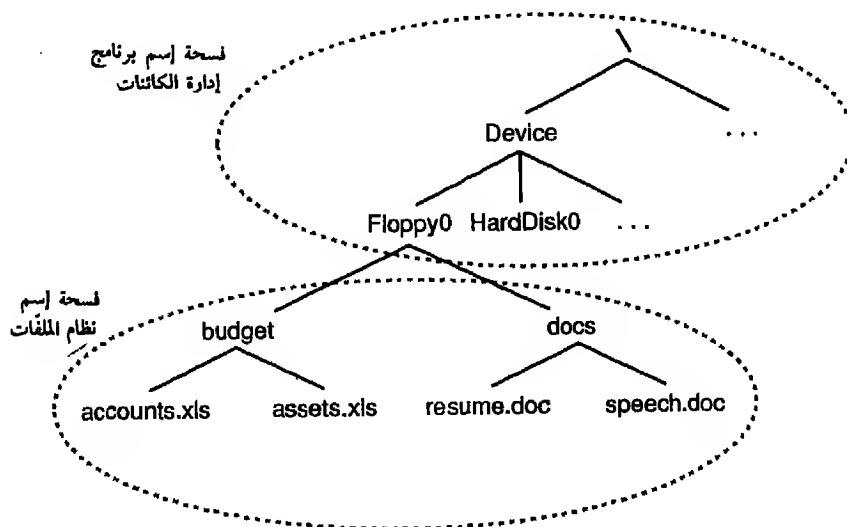 فسحة إسم برنامج
إدارة الكائنات
\
Device
...
Floppy0 HardDisk0 ...
فسحة إسم
نظام الملفّات
budget docs
accounts.xls assets.xls resume.doc speech.doc